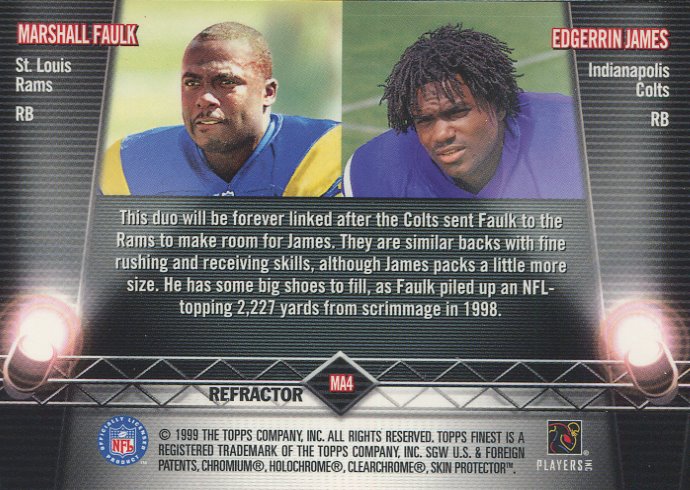 MARSHALL FAULK
St. Louis
Rams
RB
EDGERRIN JAMES
Indianapolis
Colts
RB
This duo will be forever linked after the Colts sent Faulk to the
Rams to make room for James. They are similar backs with fine
rushing and receiving skills, although James packs a little more
size. He has some big shoes to fill, as Faulk piled up an NFL-
topping 2,227 yards from scrimmage in 1998.
REFRACTOR
MA4
OFFICIALLY LICENSED
NFL
PRODUCT
™
© 1999 THE TOPPS COMPANY, INC. ALL RIGHTS RESERVED. TOPPS FINEST IS A
REGISTERED TRADEMARK OF THE TOPPS COMPANY, INC. SGW U.S. & FOREIGN
PATENTS, CHROMIUM®, HOLOCHROME®, CLEARCHROME®, SKIN PROTECTOR™.
PLAYERS INC